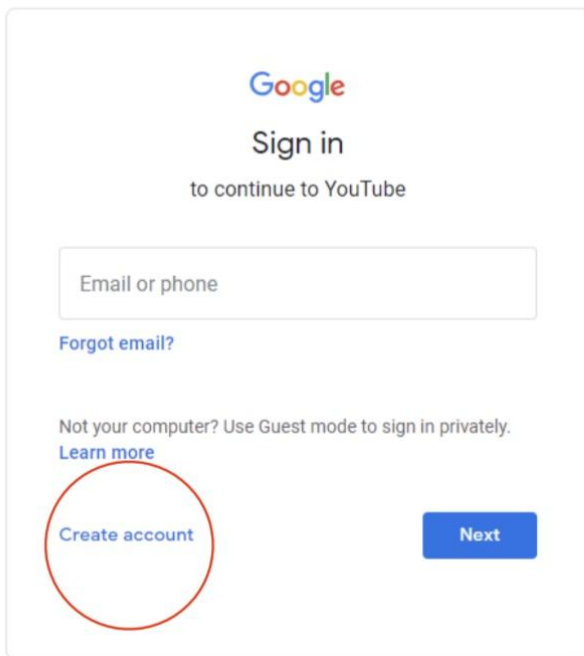 Google
Sign in
to continue to YouTube
Email or phone
Forgot email?
Not your computer? Use Guest mode to sign in privately.
Learn more
Create account
Next